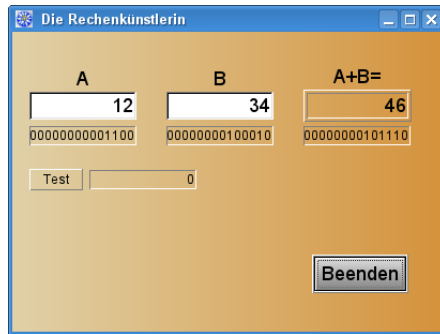 Die Rechenkünstlerin
A B A+B=
12 34 46
00000000001100 00000000100010 00000000101110
Test 0
Beenden